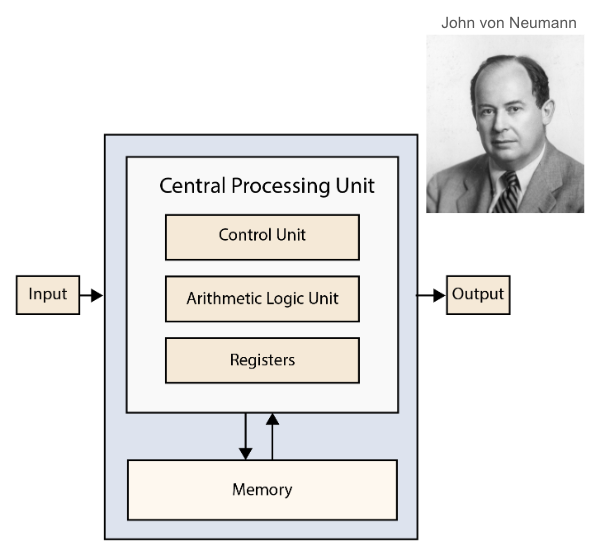 John von Neumann
Central Processing Unit
Control Unit
Input
Arithmetic Logic Unit
Output
Registers
Memory